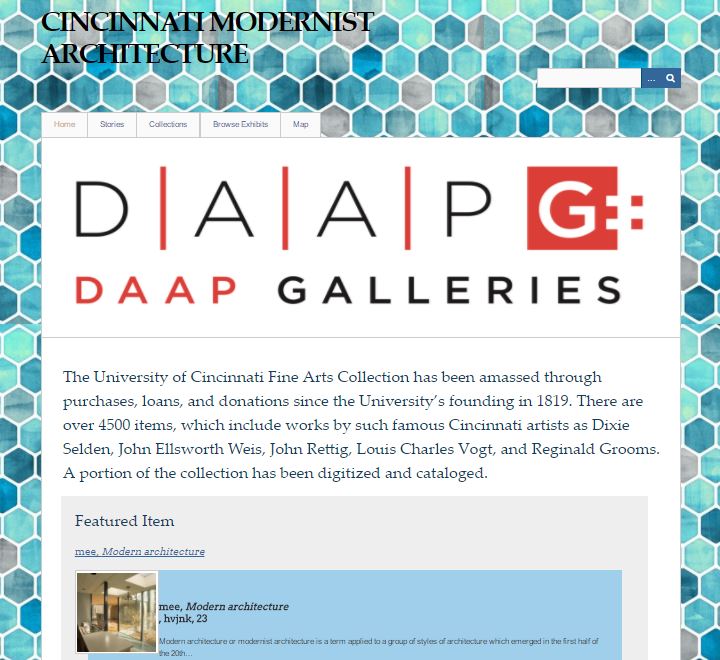 CINCINNATI MODERNIST
ARCHITECTURE
...
Home Stories Collections Browse Exhibits Map
D|A|A|P G
DAAP GALLERIES
The University of Cincinnati Fine Arts Collection has been amassed through
purchases, loans, and donations since the University’s founding in 1819. There are
over 4500 items, which include works by such famous Cincinnati artists as Dixie
Selden, John Ellsworth Weis, John Rettig, Louis Charles Vogt, and Reginald Grooms.
A portion of the collection has been digitized and cataloged.
Featured Item
mee, Modern architecture
mee, Modern architecture
, hvjnk, 23
Modern architecture or modernist architecture is a term applied to a group of styles of architecture which emerged in the first half of
the 20th...